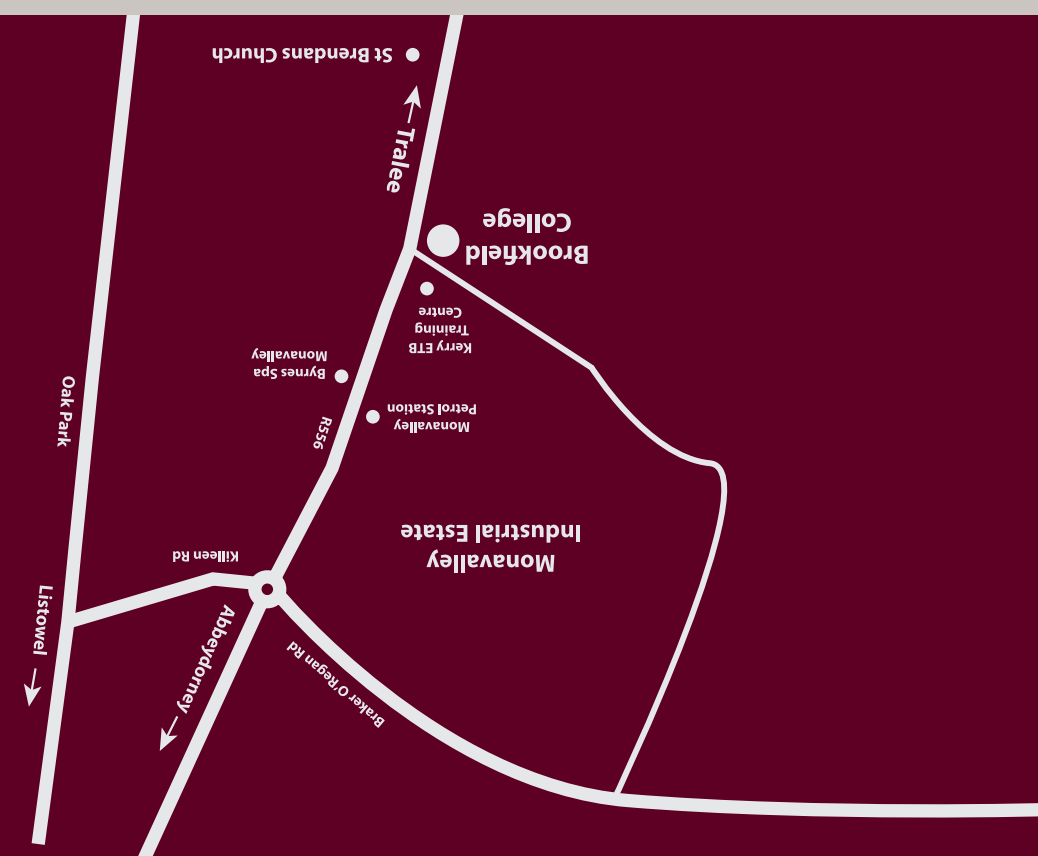 Braker O'Regan Rd
Abbeydorney
Listowel
Monavalley
Industrial Estate
Killeen Rd
R556
Oak Park
Monavalley
Petrol Station
Byrnes Spa
Monavalley
Kerry ETB
Training
Centre
Brookfield
College
Tralee
St Brendans Church